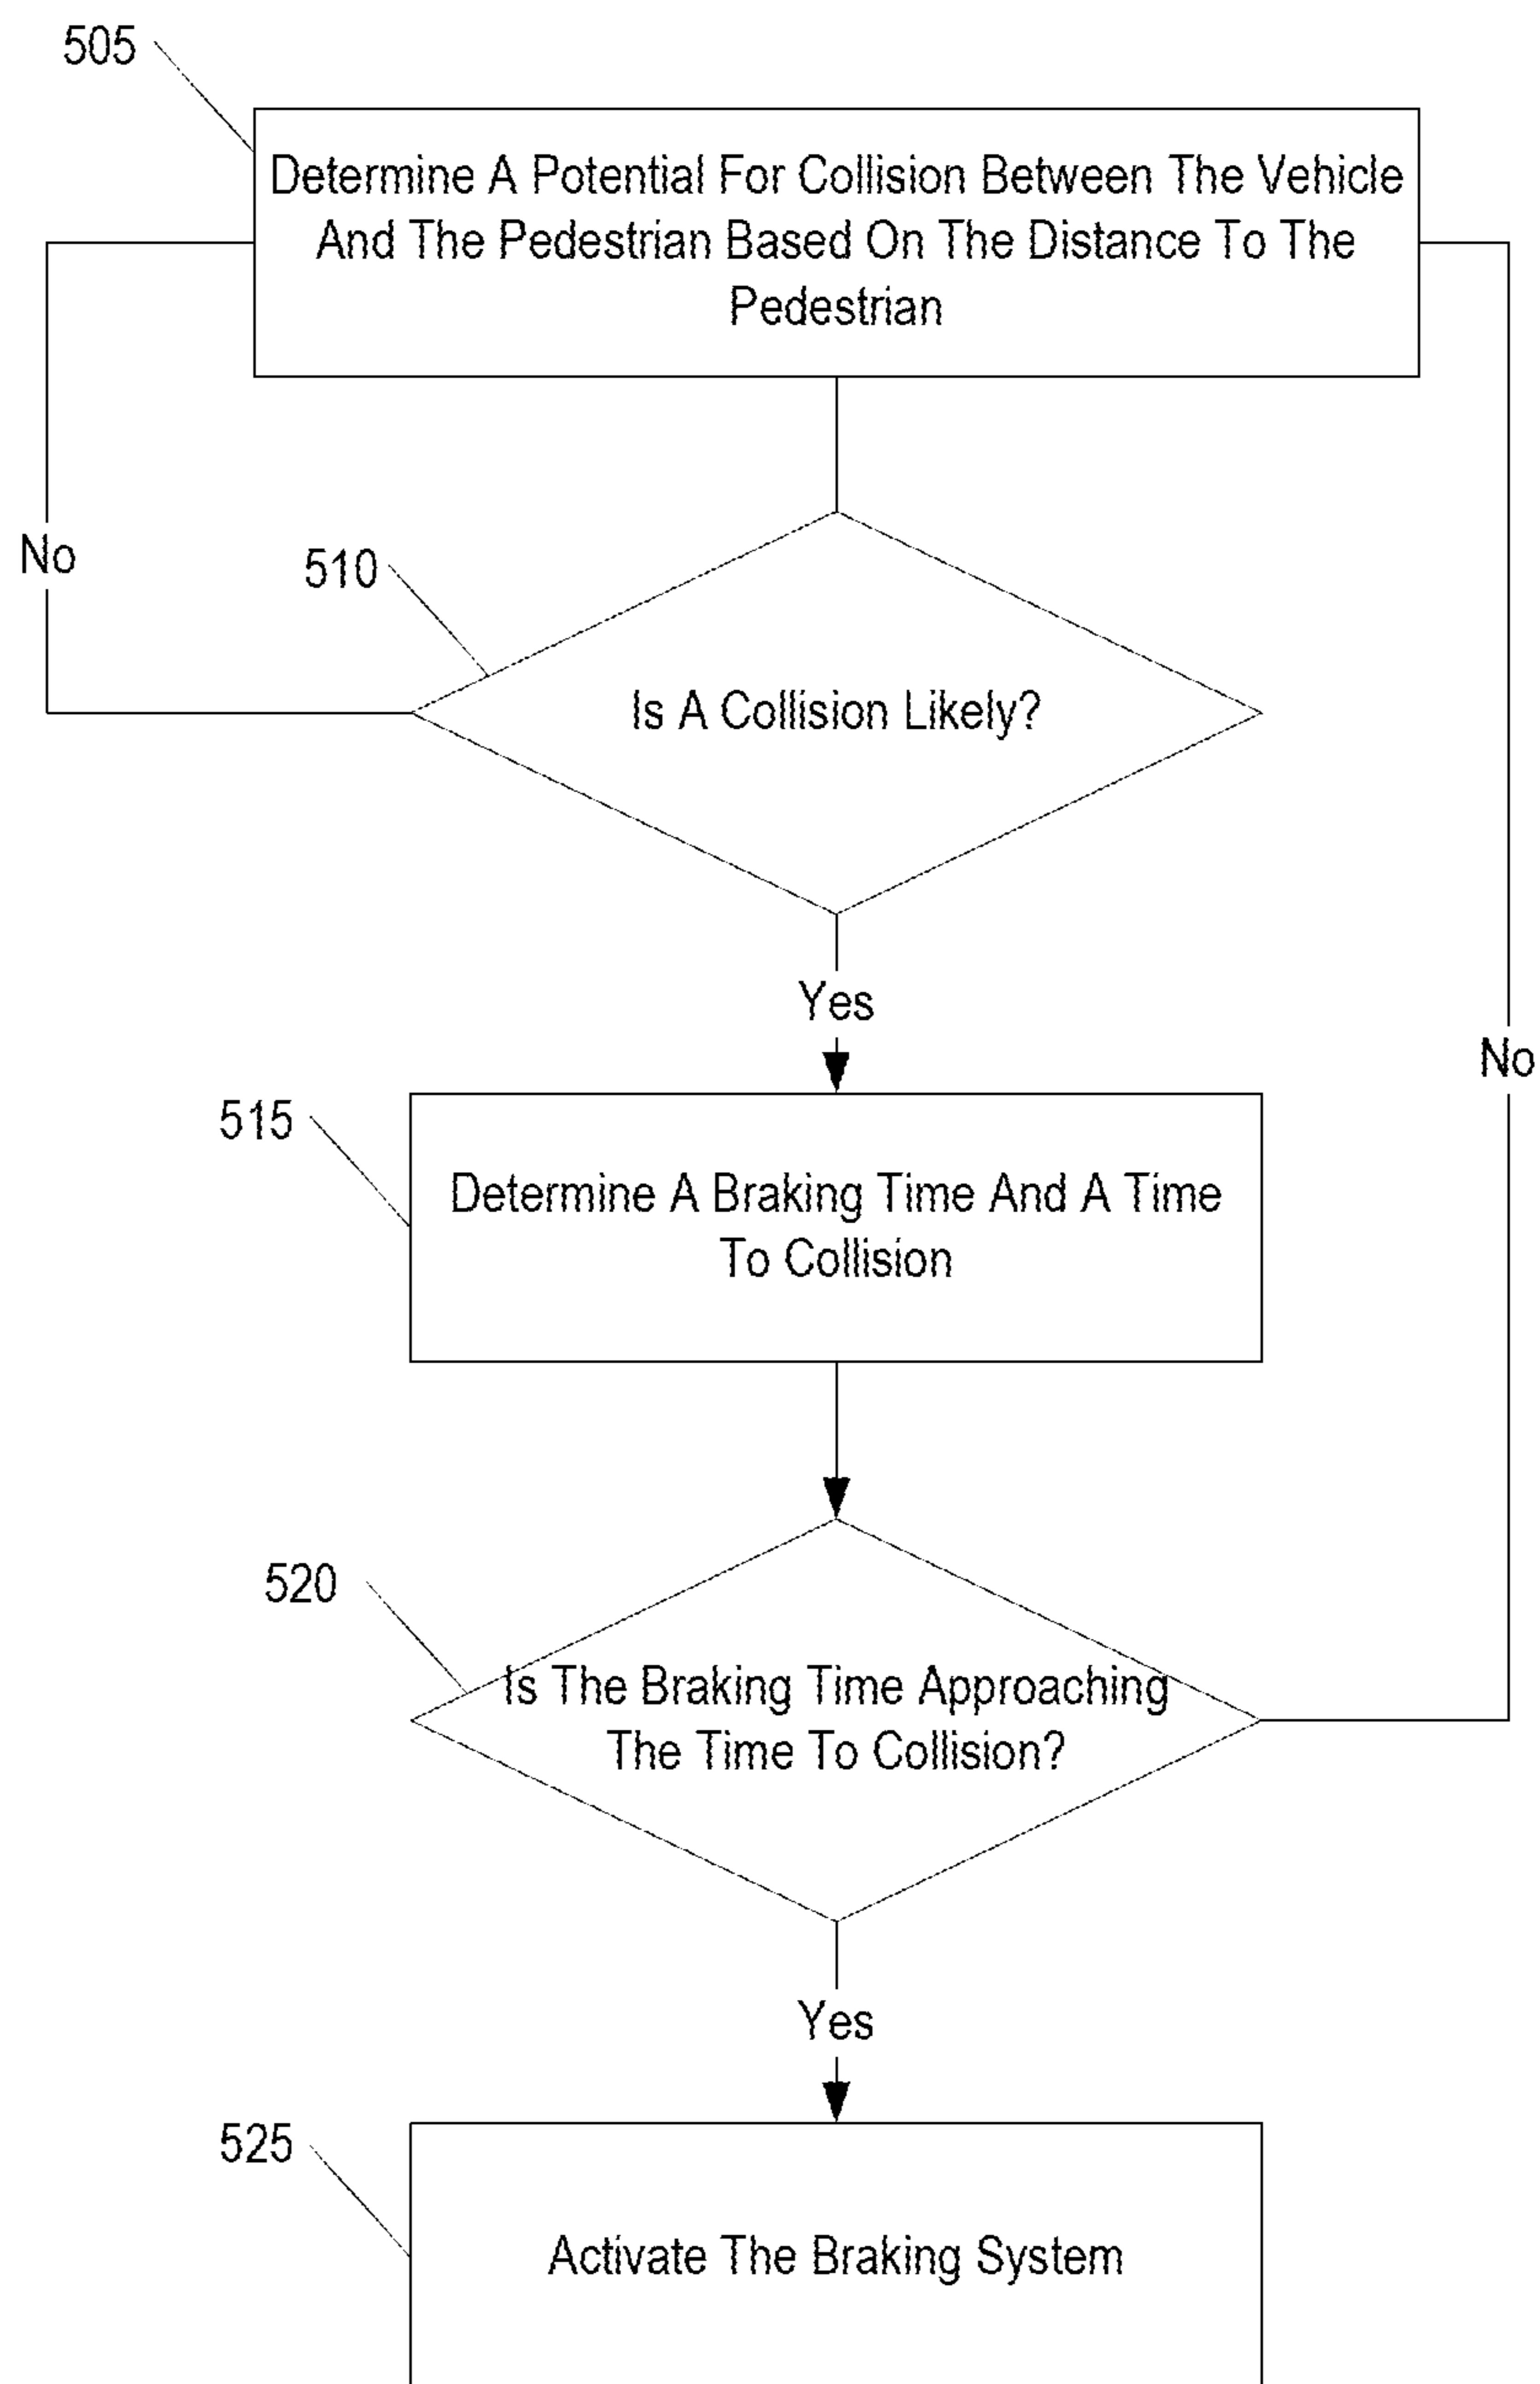 505
Determine A Potential For Collision Between The Vehicle
And The Pedestrian Based On The Distance To The
Pedestrian
No
510
Is A Collision Likely?
Yes
No
515
Determine A Braking Time And A Time
To Collision
520
Is The Braking Time Approaching
The Time To Collision?
Yes
525
Activate The Braking System